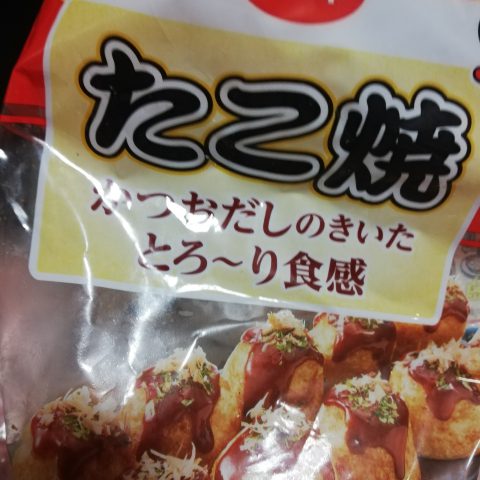 たこ焼
かつおだしのきいた
とろ～り食感